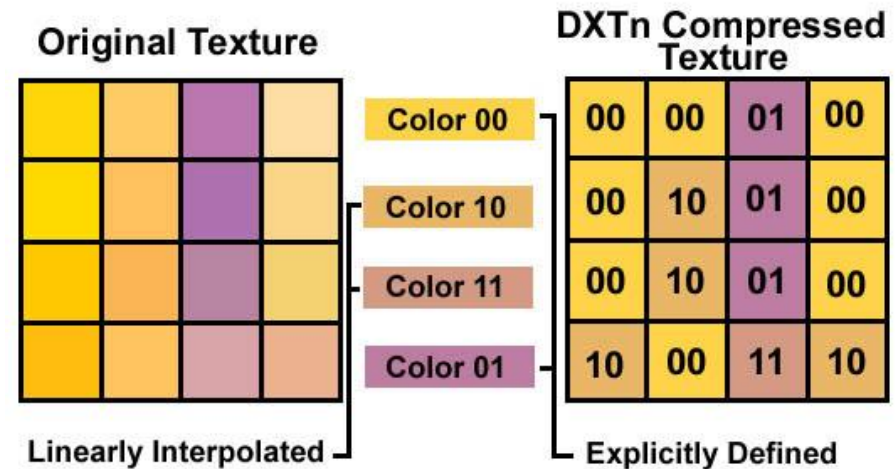 Original Texture
DXTn Compressed
Texture
Color 00
Color 10
Color 11
Color 01
00 00 01 00
00 10 01 00
00 10 01 00
10 00 11 10
Linearly Interpolated
Explicitly Defined